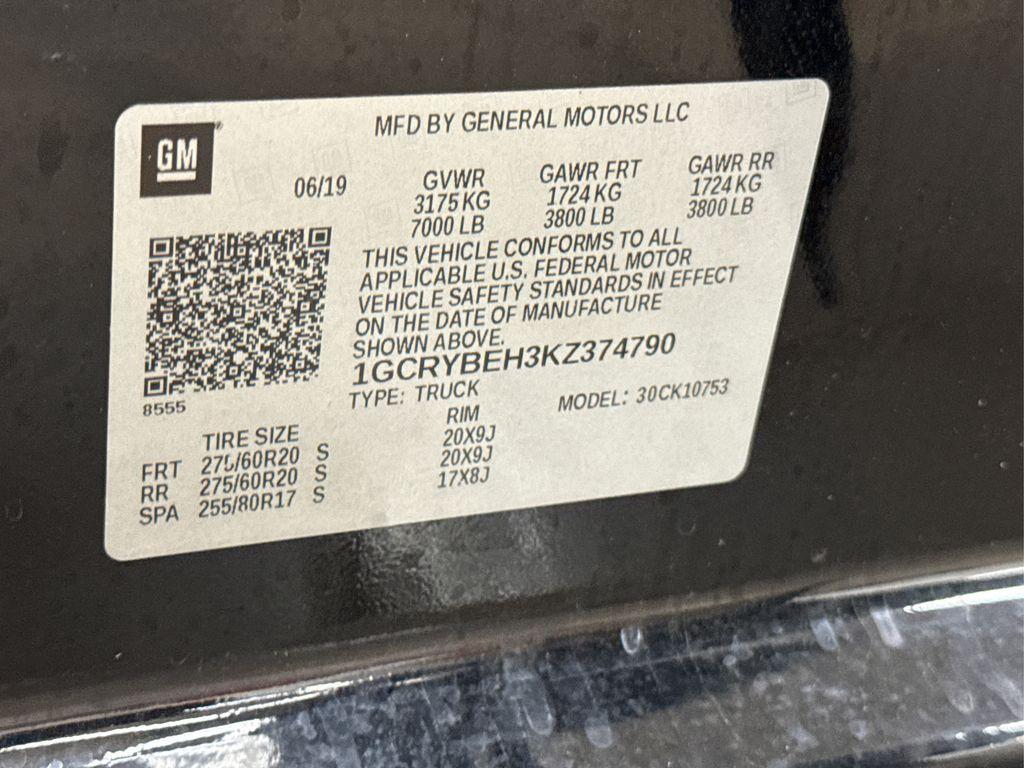 GM
MFD BY GENERAL MOTORS LLC
06/19
GVWR GAWR FRT GAWR RR
3175 KG 1724 KG 1724 KG
7000 LB 3800 LB 3800 LB
THIS VEHICLE CONFORMS TO ALL
APPLICABLE U.S. FEDERAL MOTOR
VEHICLE SAFETY STANDARDS IN EFFECT
ON THE DATE OF MANUFACTURE
SHOWN ABOVE.
1GCRYBEH3KZ374790
TYPE: TRUCK MODEL: 30CK10753
8555
TIRE SIZE RIM
FRT 275/60R20 S 20X9J
RR 275/60R20 S 20X9J
SPA 255/80R17 S 17X8J